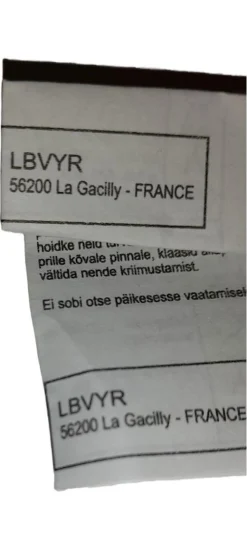 LBVYR
56200 La Gacilly - FRANCE
hoidke neid
prille kõvale pinnale, klaasid
vältida nende kriimustamist.
Ei sobi otse päikesesse
LBVYR
56200 La Gacilly - FRANCE